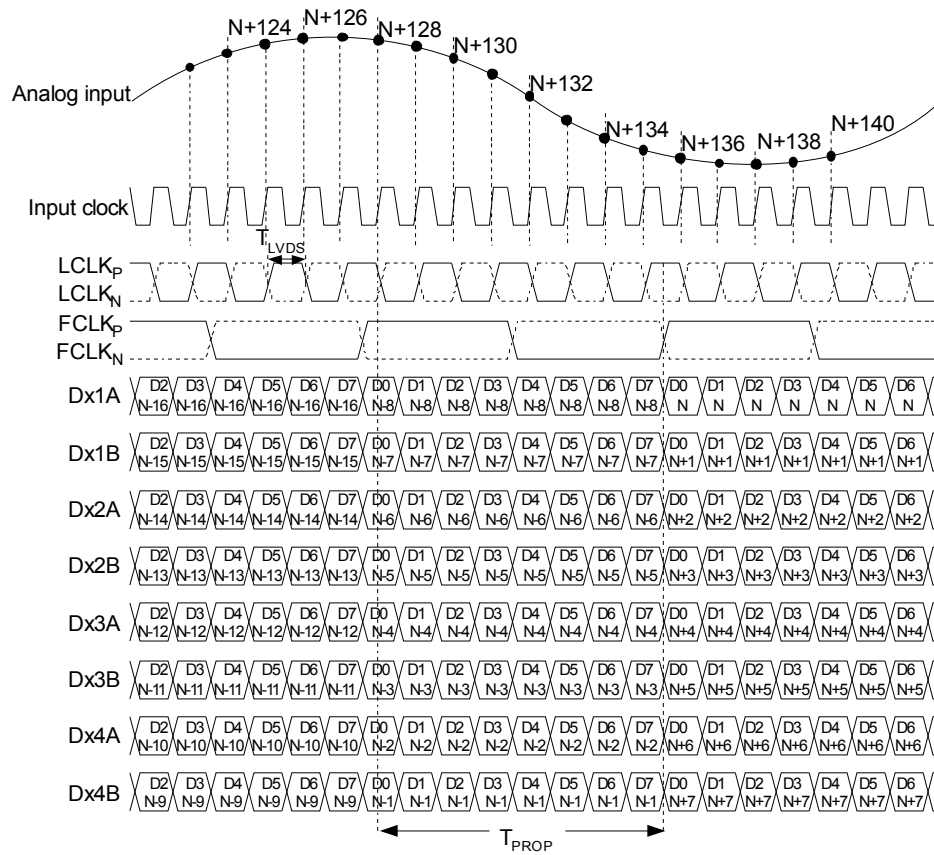 N+124 N+126 N+128 N+130 N+132 N+134 N+136 N+138 N+140
Analog input
Input clock
TLVDS
LCLKP
LCLKN
FCLKP
FCLKN
Dx1A D2 D3 D4 D5 D6 D7 D0 D1 D2 D3 D4 D5 D6 D7 D0 D1 D2 D3 D4 D5 D6
N-16 N-16 N-16 N-16 N-16 N-16 N-8 N-8 N-8 N-8 N-8 N-8 N-8 N-8 N N N N N N N
Dx1B D2 D3 D4 D5 D6 D7 D0 D1 D2 D3 D4 D5 D6 D7 D0 D1 D2 D3 D4 D5 D6
N-15 N-15 N-15 N-15 N-15 N-15 N-7 N-7 N-7 N-7 N-7 N-7 N-7 N-7 N+1 N+1 N+1 N+1 N+1 N+1 N+1
Dx2A D2 D3 D4 D5 D6 D7 D0 D1 D2 D3 D4 D5 D6 D7 D0 D1 D2 D3 D4 D5 D6
N-14 N-14 N-14 N-14 N-14 N-14 N-6 N-6 N-6 N-6 N-6 N-6 N-6 N-6 N+2 N+2 N+2 N+2 N+2 N+2 N+2
Dx2B D2 D3 D4 D5 D6 D7 D0 D1 D2 D3 D4 D5 D6 D7 D0 D1 D2 D3 D4 D5 D6
N-13 N-13 N-13 N-13 N-13 N-13 N-5 N-5 N-5 N-5 N-5 N-5 N-5 N-5 N+3 N+3 N+3 N+3 N+3 N+3 N+3
Dx3A D2 D3 D4 D5 D6 D7 D0 D1 D2 D3 D4 D5 D6 D7 D0 D1 D2 D3 D4 D5 D6
N-12 N-12 N-12 N-12 N-12 N-12 N-4 N-4 N-4 N-4 N-4 N-4 N-4 N-4 N+4 N+4 N+4 N+4 N+4 N+4 N+4
Dx3B D2 D3 D4 D5 D6 D7 D0 D1 D2 D3 D4 D5 D6 D7 D0 D1 D2 D3 D4 D5 D6
N-11 N-11 N-11 N-11 N-11 N-11 N-3 N-3 N-3 N-3 N-3 N-3 N-3 N-3 N+5 N+5 N+5 N+5 N+5 N+5 N+5
Dx4A D2 D3 D4 D5 D6 D7 D0 D1 D2 D3 D4 D5 D6 D7 D0 D1 D2 D3 D4 D5 D6
N-10 N-10 N-10 N-10 N-10 N-10 N-2 N-2 N-2 N-2 N-2 N-2 N-2 N-2 N+6 N+6 N+6 N+6 N+6 N+6 N+6
Dx4B D2 D3 D4 D5 D6 D7 D0 D1 D2 D3 D4 D5 D6 D7 D0 D1 D2 D3 D4 D5 D6
N-9 N-9 N-9 N-9 N-9 N-9 N-1 N-1 N-1 N-1 N-1 N-1 N-1 N-1 N+7 N+7 N+7 N+7 N+7 N+7 N+7
TPROP